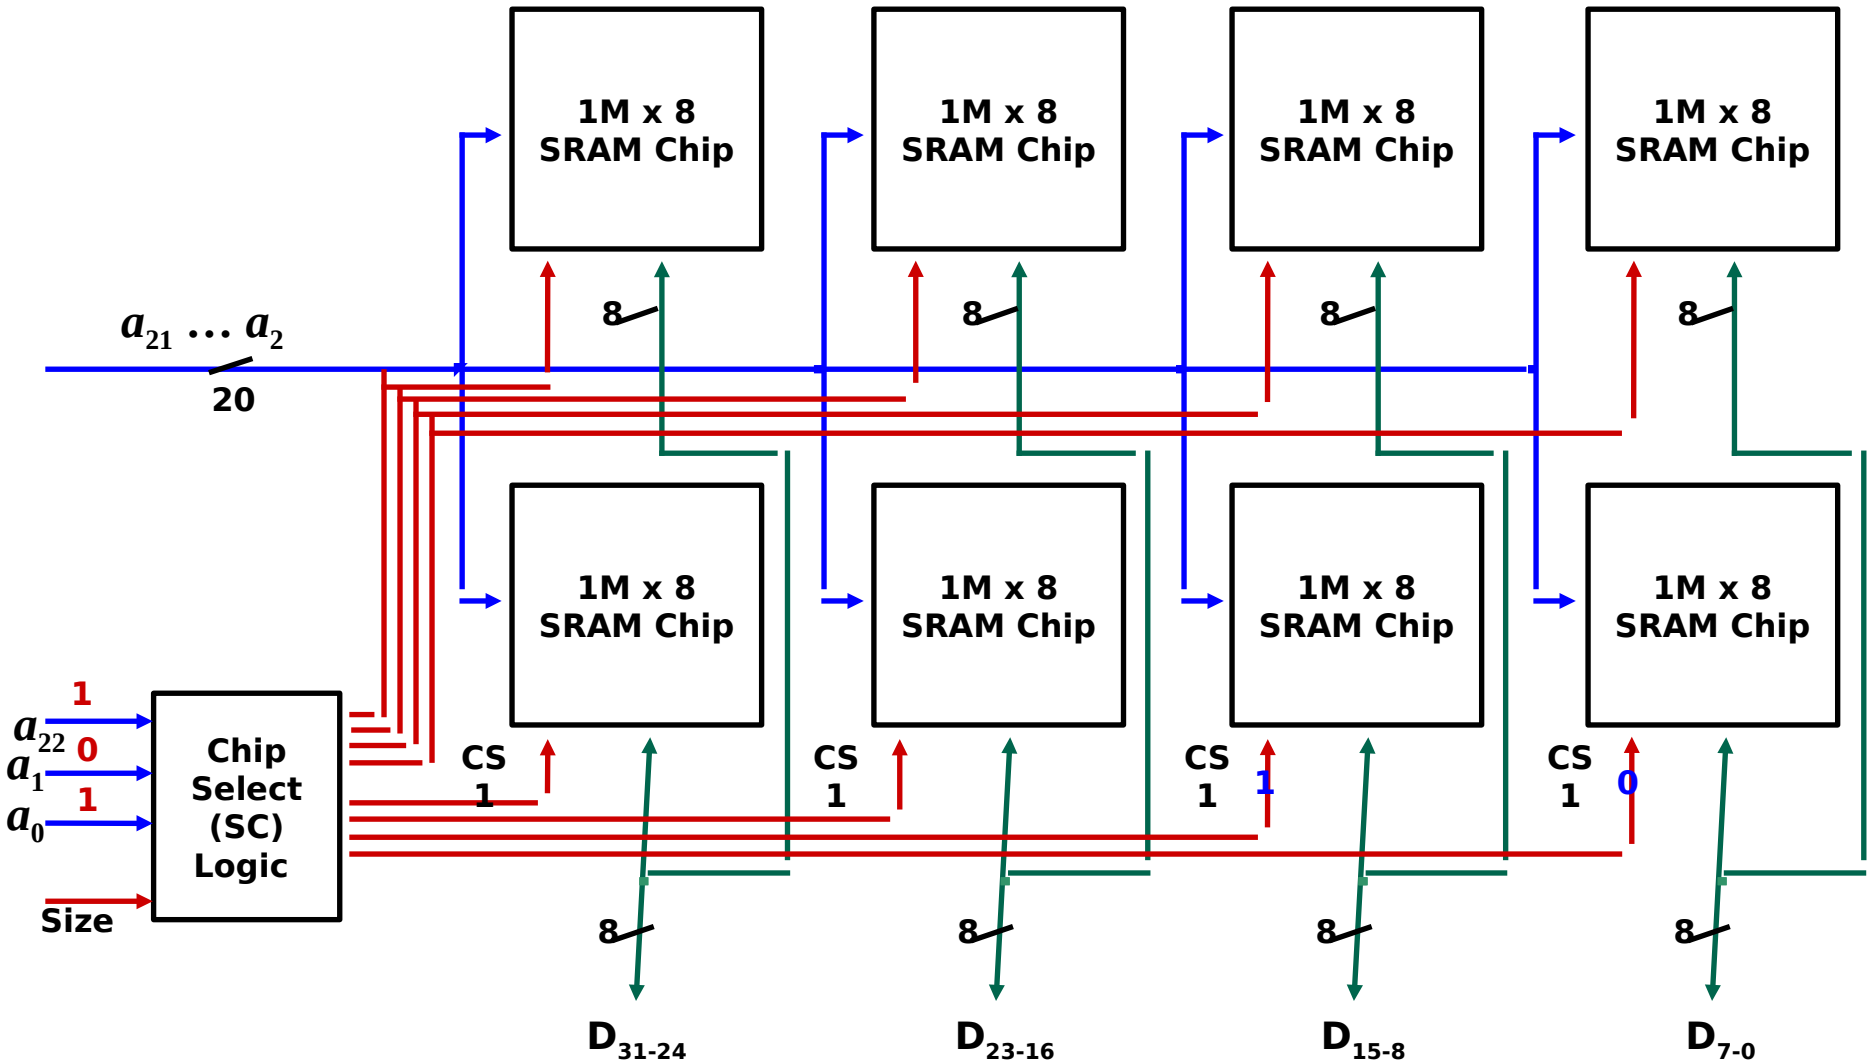 1M x 8
SRAM Chip
1M x 8
SRAM Chip
1M x 8
SRAM Chip
1M x 8
SRAM Chip
8
8
8
8
a21 … a2
20
1M x 8
SRAM Chip
1M x 8
SRAM Chip
1M x 8
SRAM Chip
1M x 8
SRAM Chip
1
a22
0
a1
1
a0
Size
Chip
Select
(SC)
Logic
CS
1
CS
1
CS
1
1
CS
1
0
8
8
8
8
D31-24
D23-16
D15-8
D7-0